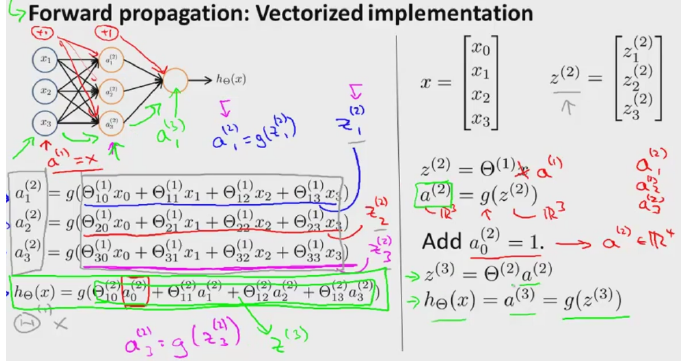 Forward propagation: Vectorized implementation
+1 +1
x₁ a₁⁽²⁾
x₂ a₂⁽²⁾ hΘ(x)
x₃ a₃⁽²⁾
a₁⁽³⁾
a⁽¹⁾ = x
a₁⁽²⁾ = g(z₁⁽²⁾)
z₁⁽²⁾
a₁⁽²⁾ = g(Θ₁₀⁽¹⁾x₀ + Θ₁₁⁽¹⁾x₁ + Θ₁₂⁽¹⁾x₂ + Θ₁₃⁽¹⁾x₃)
z₂⁽²⁾
a₂⁽²⁾ = g(Θ₂₀⁽¹⁾x₀ + Θ₂₁⁽¹⁾x₁ + Θ₂₂⁽¹⁾x₂ + Θ₂₃⁽¹⁾x₃)
z₃⁽²⁾
a₃⁽²⁾ = g(Θ₃₀⁽¹⁾x₀ + Θ₃₁⁽¹⁾x₁ + Θ₃₂⁽¹⁾x₂ + Θ₃₃⁽¹⁾x₃)
hΘ(x) = g(Θ₁₀⁽²⁾a₀⁽²⁾ + Θ₁₁⁽²⁾a₁⁽²⁾ + Θ₁₂⁽²⁾a₂⁽²⁾ + Θ₁₃⁽²⁾a₃⁽²⁾)
Θ⁽¹⁾ x
a₃⁽²⁾ = g(z₃⁽²⁾)
z⁽³⁾
x = [x₀ x₁ x₂ x₃] z⁽²⁾ = [z₁⁽²⁾ z₂⁽²⁾ z₃⁽²⁾]
z⁽²⁾ = Θ⁽¹⁾x a⁽¹⁾
a⁽²⁾ = g(z⁽²⁾)
ℝ³ ℝ³
a₁⁽²⁾
a₂⁽²⁾
a₃⁽²⁾
Add a₀⁽²⁾ = 1. → a⁽²⁾ ∈ ℝ⁴
→ z⁽³⁾ = Θ⁽²⁾a⁽²⁾
→ hΘ(x) = a⁽³⁾ = g(z⁽³⁾)